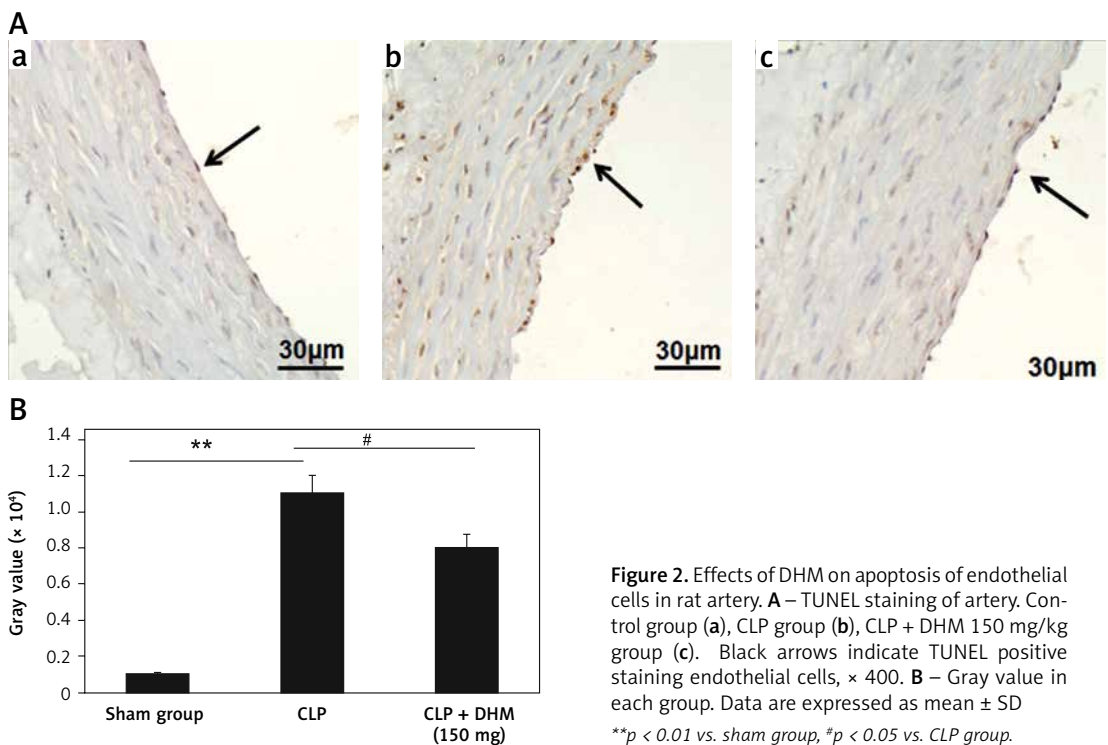 A
a
b
c
30μm
30μm
30μm
B
Gray value (× 10⁴)
1.4
1.2
1.0
0.8
0.6
0.4
0.2
0
**
#
Sham group
CLP
CLP + DHM
(150 mg)
Figure 2. Effects of DHM on apoptosis of endothelial
cells in rat artery. A – TUNEL staining of artery. Con-
trol group (a), CLP group (b), CLP + DHM 150 mg/kg
group (c). Black arrows indicate TUNEL positive
staining endothelial cells, × 400. B – Gray value in
each group. Data are expressed as mean ± SD
**p < 0.01 vs. sham group, #p < 0.05 vs. CLP group.